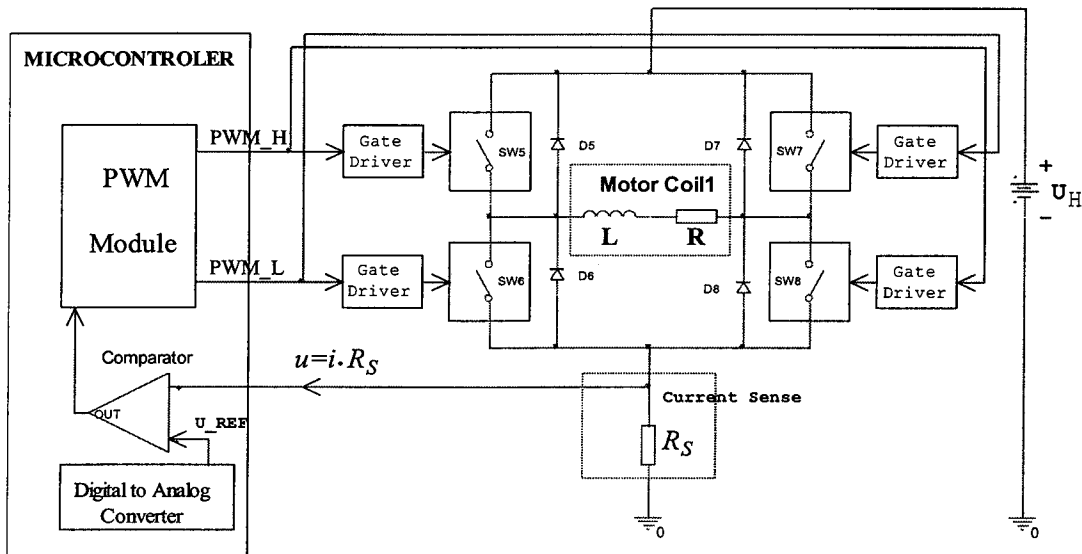 MICROCONTROLER
PWM
Module
PWM_H
PWM_L
Gate
Driver
Gate
Driver
SW5
SW6
D5
D6
D7
D8
Motor Coil1
L
R
SW7
SW8
Gate
Driver
Gate
Driver
+
U_H
-
Comparator
OUT
U_REF
Digital to Analog
Converter
u=i.R_S
Current Sense
R_S
0
0